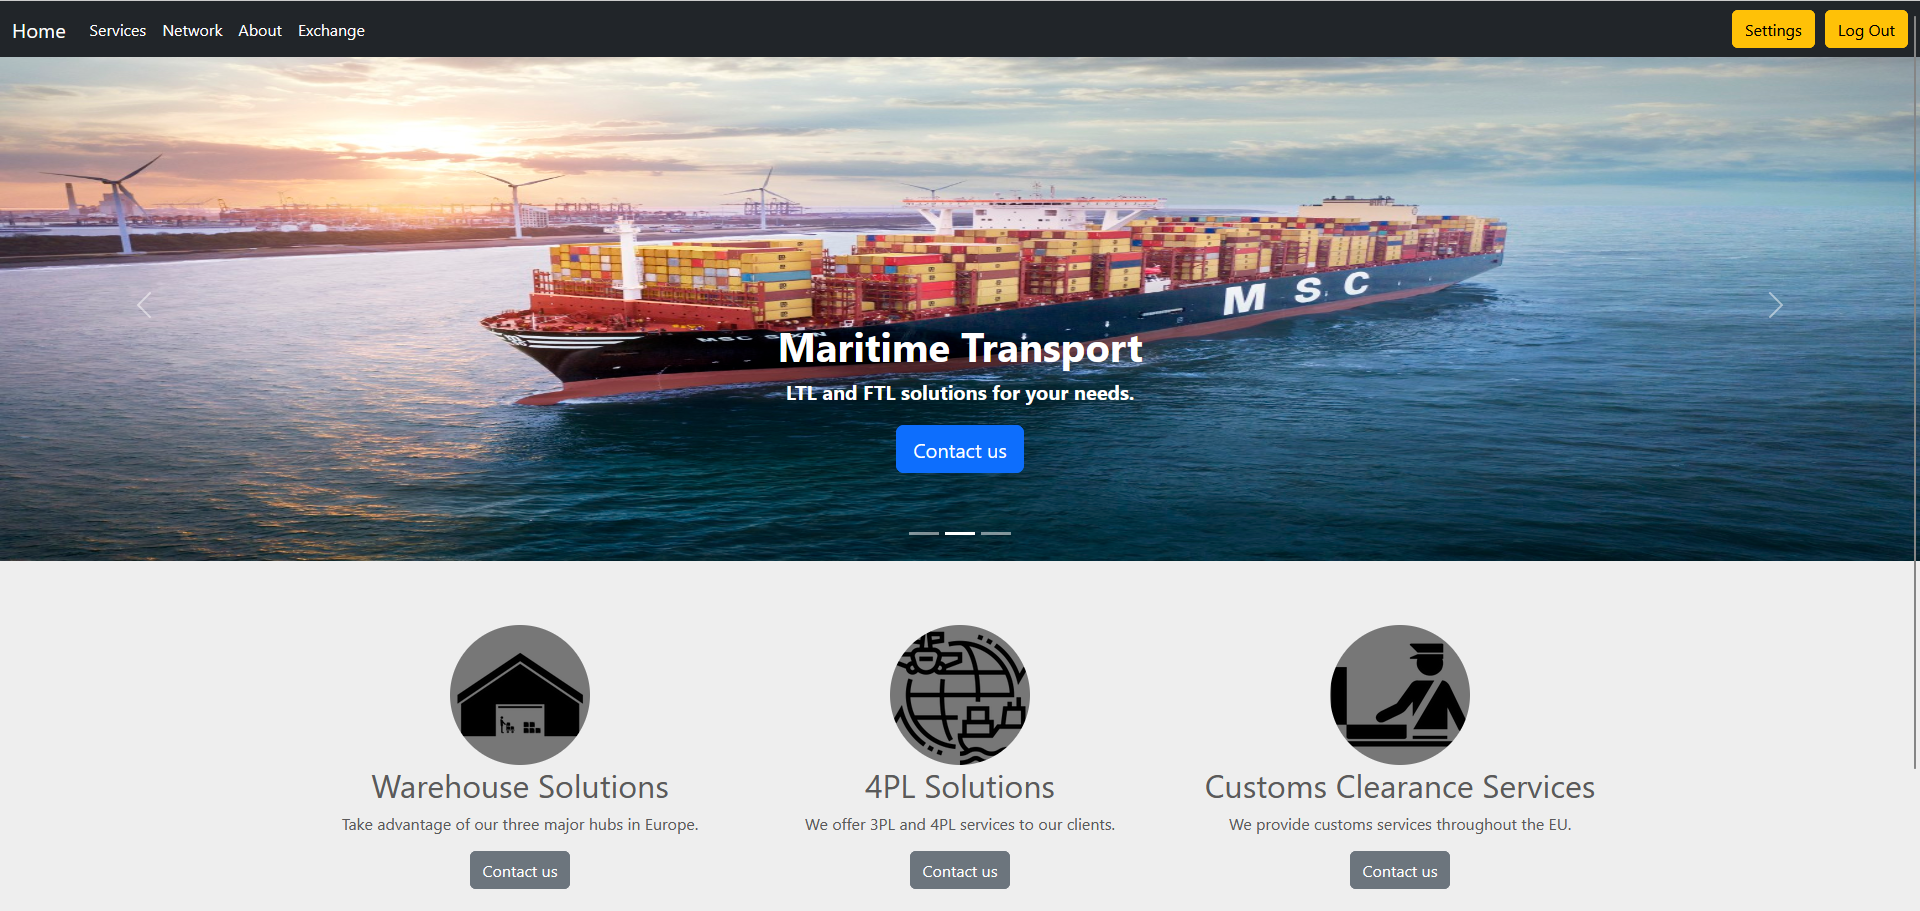 Home Services Network About Exchange Settings Log Out
M S C
MSC
Maritime Transport
LTL and FTL solutions for your needs.
Contact us
Warehouse Solutions 4PL Solutions Customs Clearance Services
Take advantage of our three major hubs in Europe. We offer 3PL and 4PL services to our clients. We provide customs services throughout the EU.
Contact us Contact us Contact us